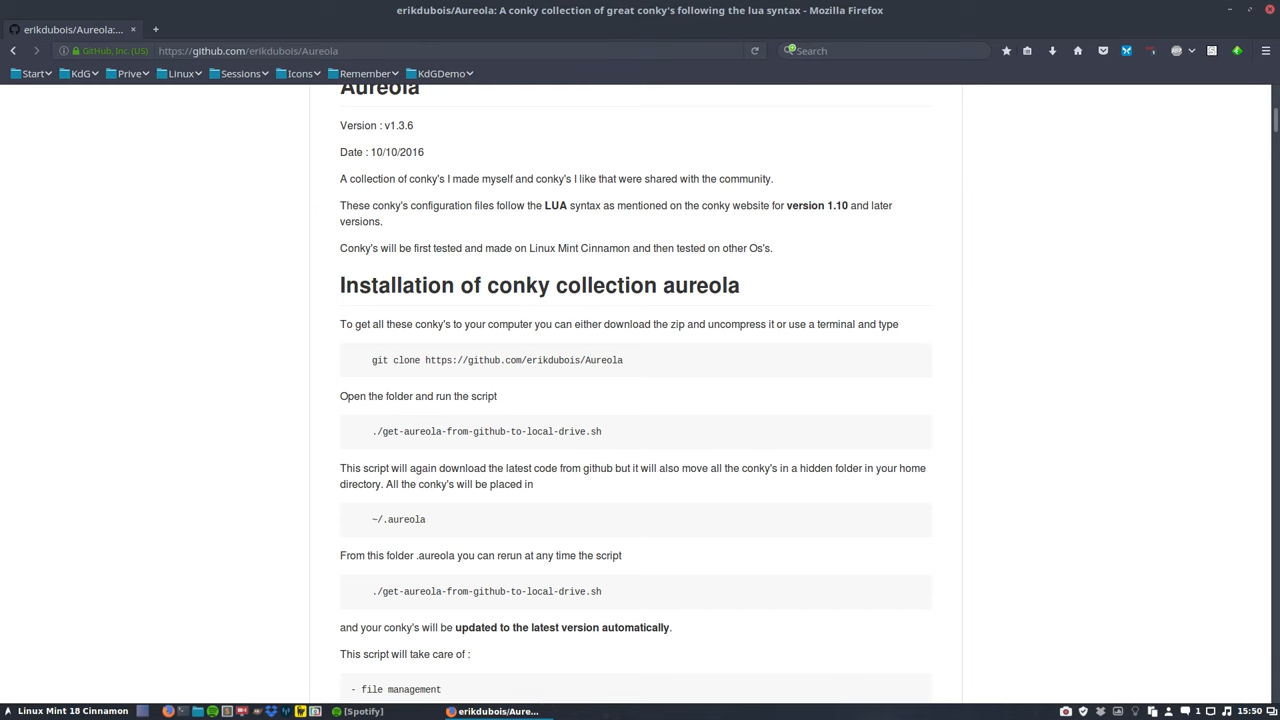 erikdubois/Aureola: A conky collection of great conky's following the lua syntax - Mozilla Firefox
erikdubois/Aureola:...
GitHub, Inc. (US)
https://github.com/erikdubois/Aureola
Search
Start
KdG
Prive
Linux
Sessions
Icons
Remember
KdGDemo
Aureola
Version : v1.3.6
Date : 10/10/2016
A collection of conky's I made myself and conky's I like that were shared with the community.
These conky's configuration files follow the LUA syntax as mentioned on the conky website for version 1.10 and later
versions.
Conky's will be first tested and made on Linux Mint Cinnamon and then tested on other Os's.
Installation of conky collection aureola
To get all these conky's to your computer you can either download the zip and uncompress it or use a terminal and type
git clone https://github.com/erikdubois/Aureola
Open the folder and run the script
./get-aureola-from-github-to-local-drive.sh
This script will again download the latest code from github but it will also move all the conky's in a hidden folder in your home
directory. All the conky's will be placed in
~/.aureola
From this folder .aureola you can rerun at any time the script
./get-aureola-from-github-to-local-drive.sh
and your conky's will be updated to the latest version automatically.
This script will take care of :
- file management
Linux Mint 18 Cinnamon
[Spotify]
erikdubois/Aure...
1
15:50